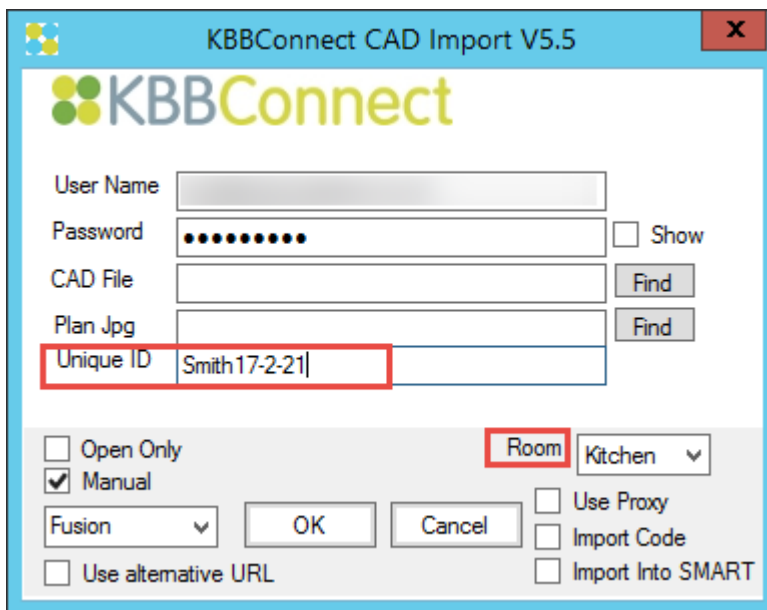 KBBConnect CAD Import V5.5
x
KBBConnect
User Name
Password ●●●●●●●●● Show
CAD File Find
Plan Jpg Find
Unique ID Smith17-2-21
Open Only Room Kitchen
Manual
Use Proxy
Fusion OK Cancel
Import Code
Use alternative URL Import Into SMART